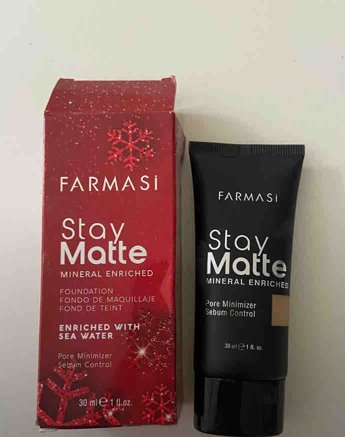 FARMASİ
Stay
Matte
MINERAL ENRICHED
FOUNDATION
FONDO DE MAQUILLAJE
FOND DE TEINT
ENRICHED WITH
SEA WATER
Pore Minimizer
Sebum Control
30 ml ℮ 1 fl. oz.
FARMASİ
Stay
Matte
MINERAL ENRICHED
Pore Minimizer
Sebum Control
30 ml ℮ 1 fl. oz.